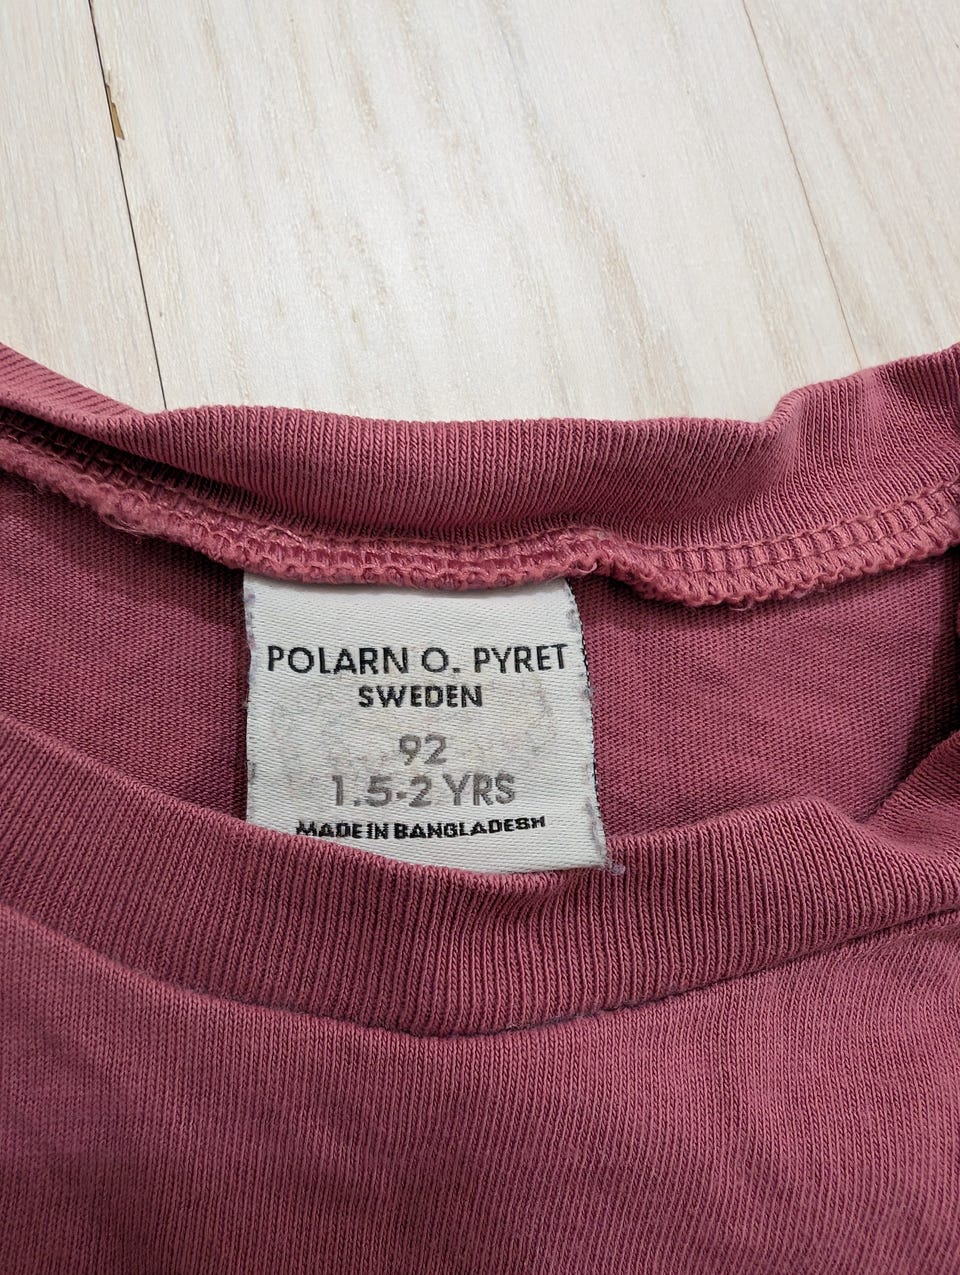 POLARN O. PYRET
SWEDEN
92
1.5-2 YRS
MADE IN BANGLADESH